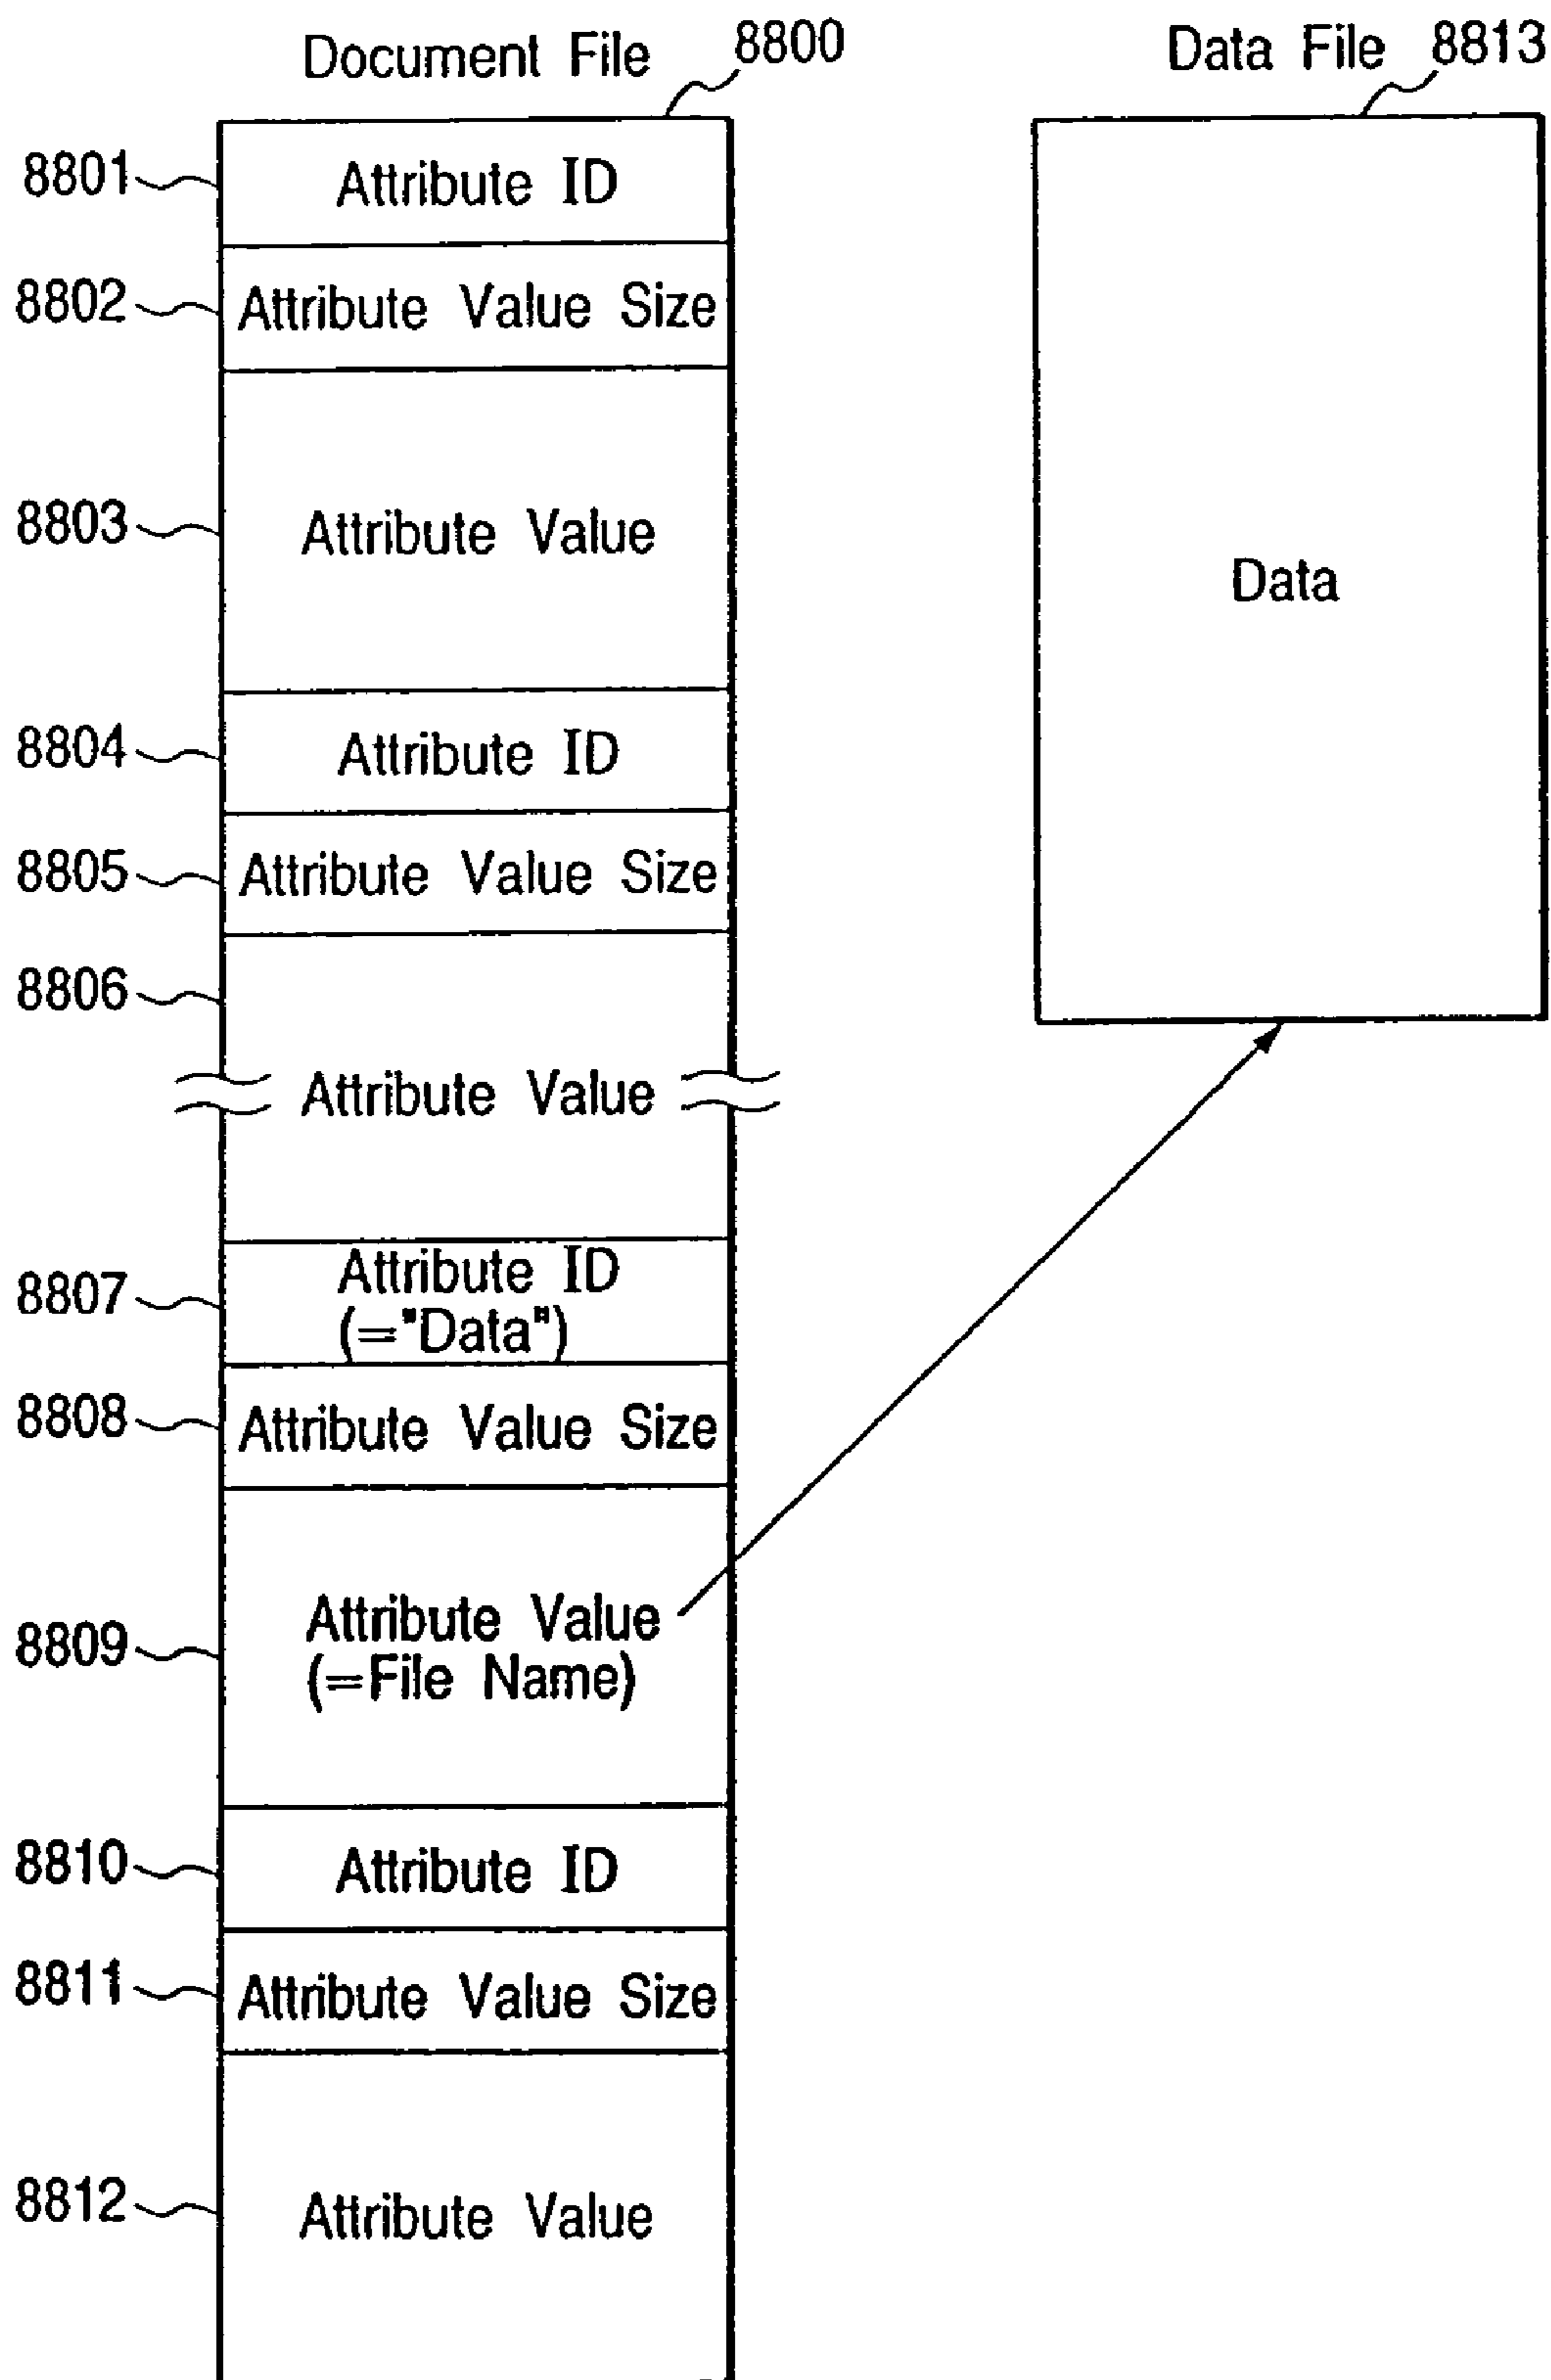 Document File 8800
Data File 8813
8801 Attribute ID
8802 Attribute Value Size
8803 Attribute Value
Data
8804 Attribute ID
8805 Attribute Value Size
8806
Attribute Value
8807 Attribute ID
(="Data")
8808 Attribute Value Size
8809 Attribute Value
(=File Name)
8810 Attribute ID
8811 Attribute Value Size
8812 Attribute Value